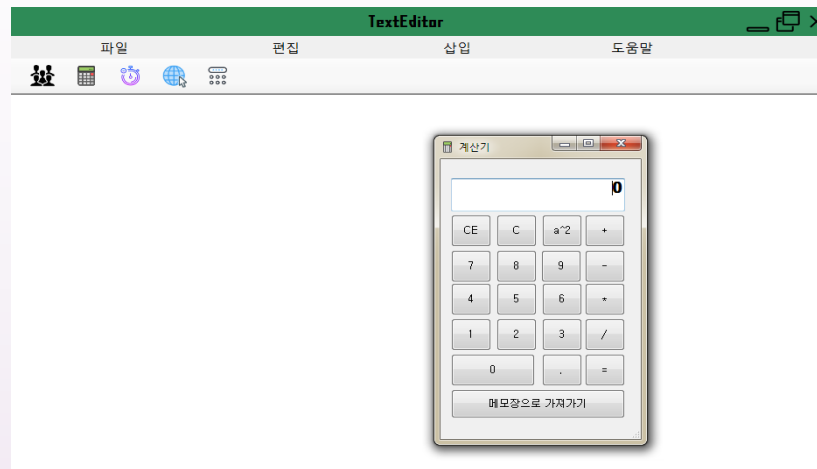 TextEditor
파일 편집 삽입 도움말
계산기
0
CE C a^2 +
7 8 9 -
4 5 6 *
1 2 3 /
0 . =
메모장으로 가져가기